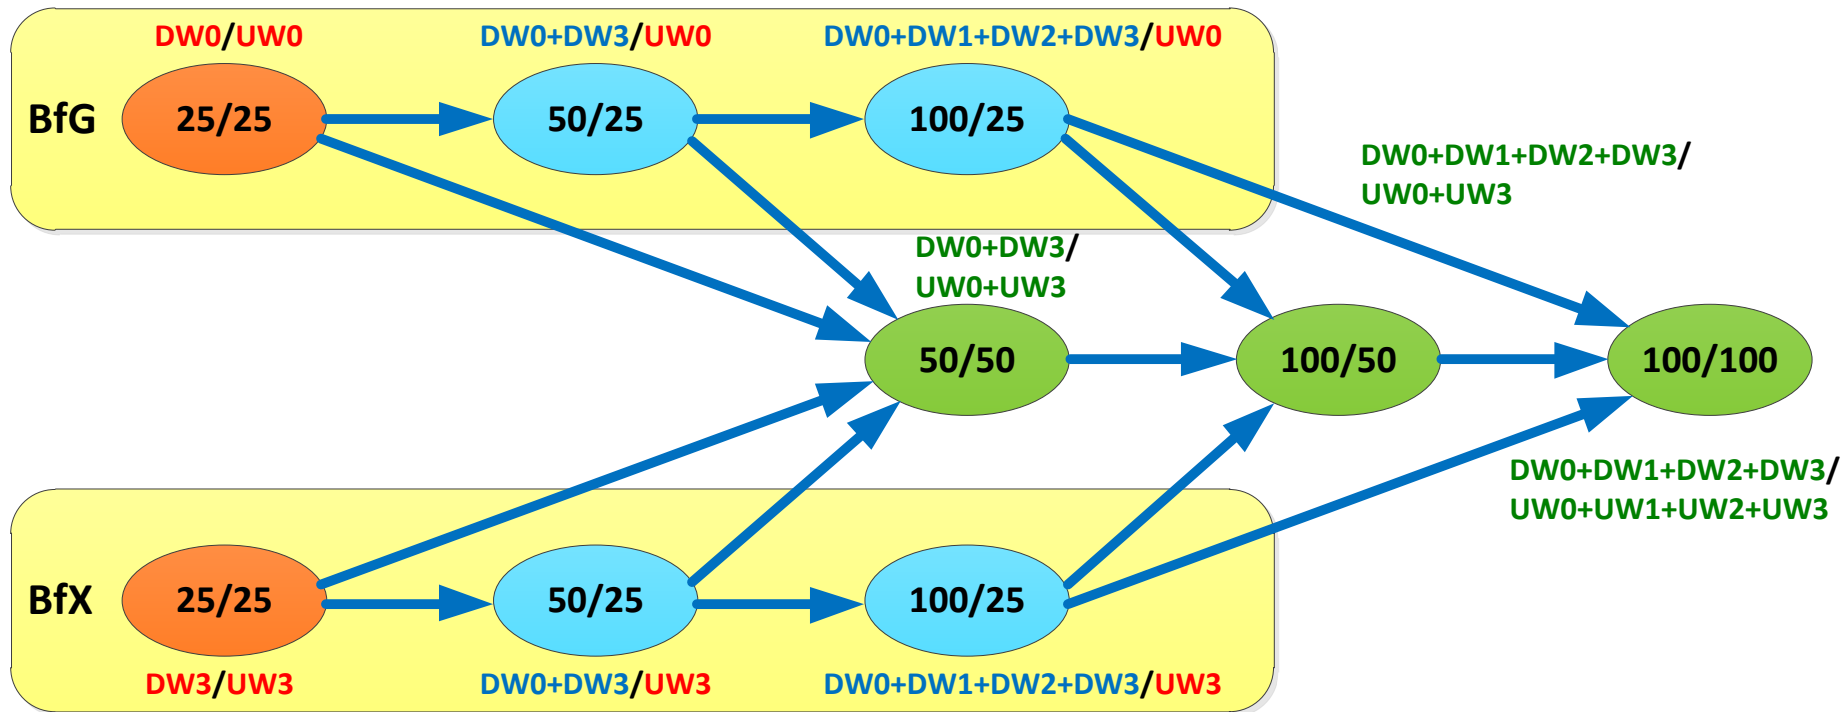 DW0/UW0
DW0+DW3/UW0
DW0+DW1+DW2+DW3/UW0
BfG
25/25
50/25
100/25
DW0+DW1+DW2+DW3/
UW0+UW3
DW0+DW3/
UW0+UW3
50/50
100/50
100/100
DW0+DW1+DW2+DW3/
UW0+UW1+UW2+UW3
BfX
25/25
50/25
100/25
DW3/UW3
DW0+DW3/UW3
DW0+DW1+DW2+DW3/UW3